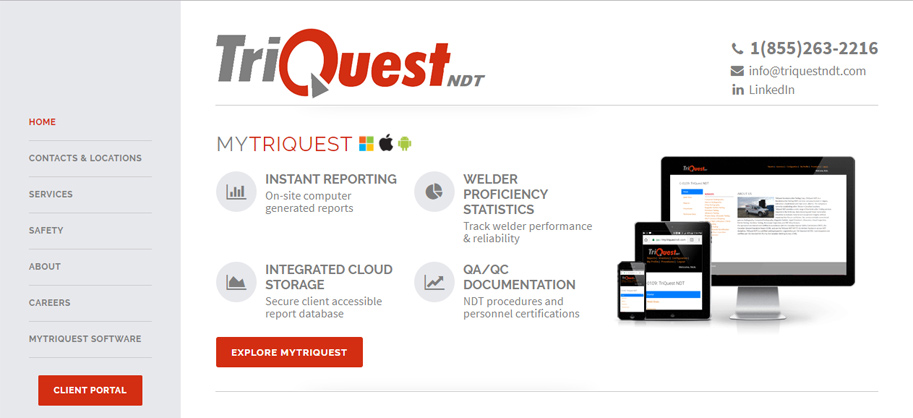 TriQuest NDT
1(855)263-2216
info@triquestndt.com
LinkedIn
HOME
CONTACTS & LOCATIONS
SERVICES
SAFETY
ABOUT
CAREERS
MYTRIQUEST SOFTWARE
CLIENT PORTAL
MYTRIQUEST
INSTANT REPORTING
On-site computer
generated reports
WELDER
PROFICIENCY
STATISTICS
Track welder performance
& reliability
INTEGRATED CLOUD
STORAGE
Secure client accessible
report database
QA/QC
DOCUMENTATION
NDT procedures and
personnel certifications
EXPLORE MYTRIQUEST
TriQuest
TriQuest